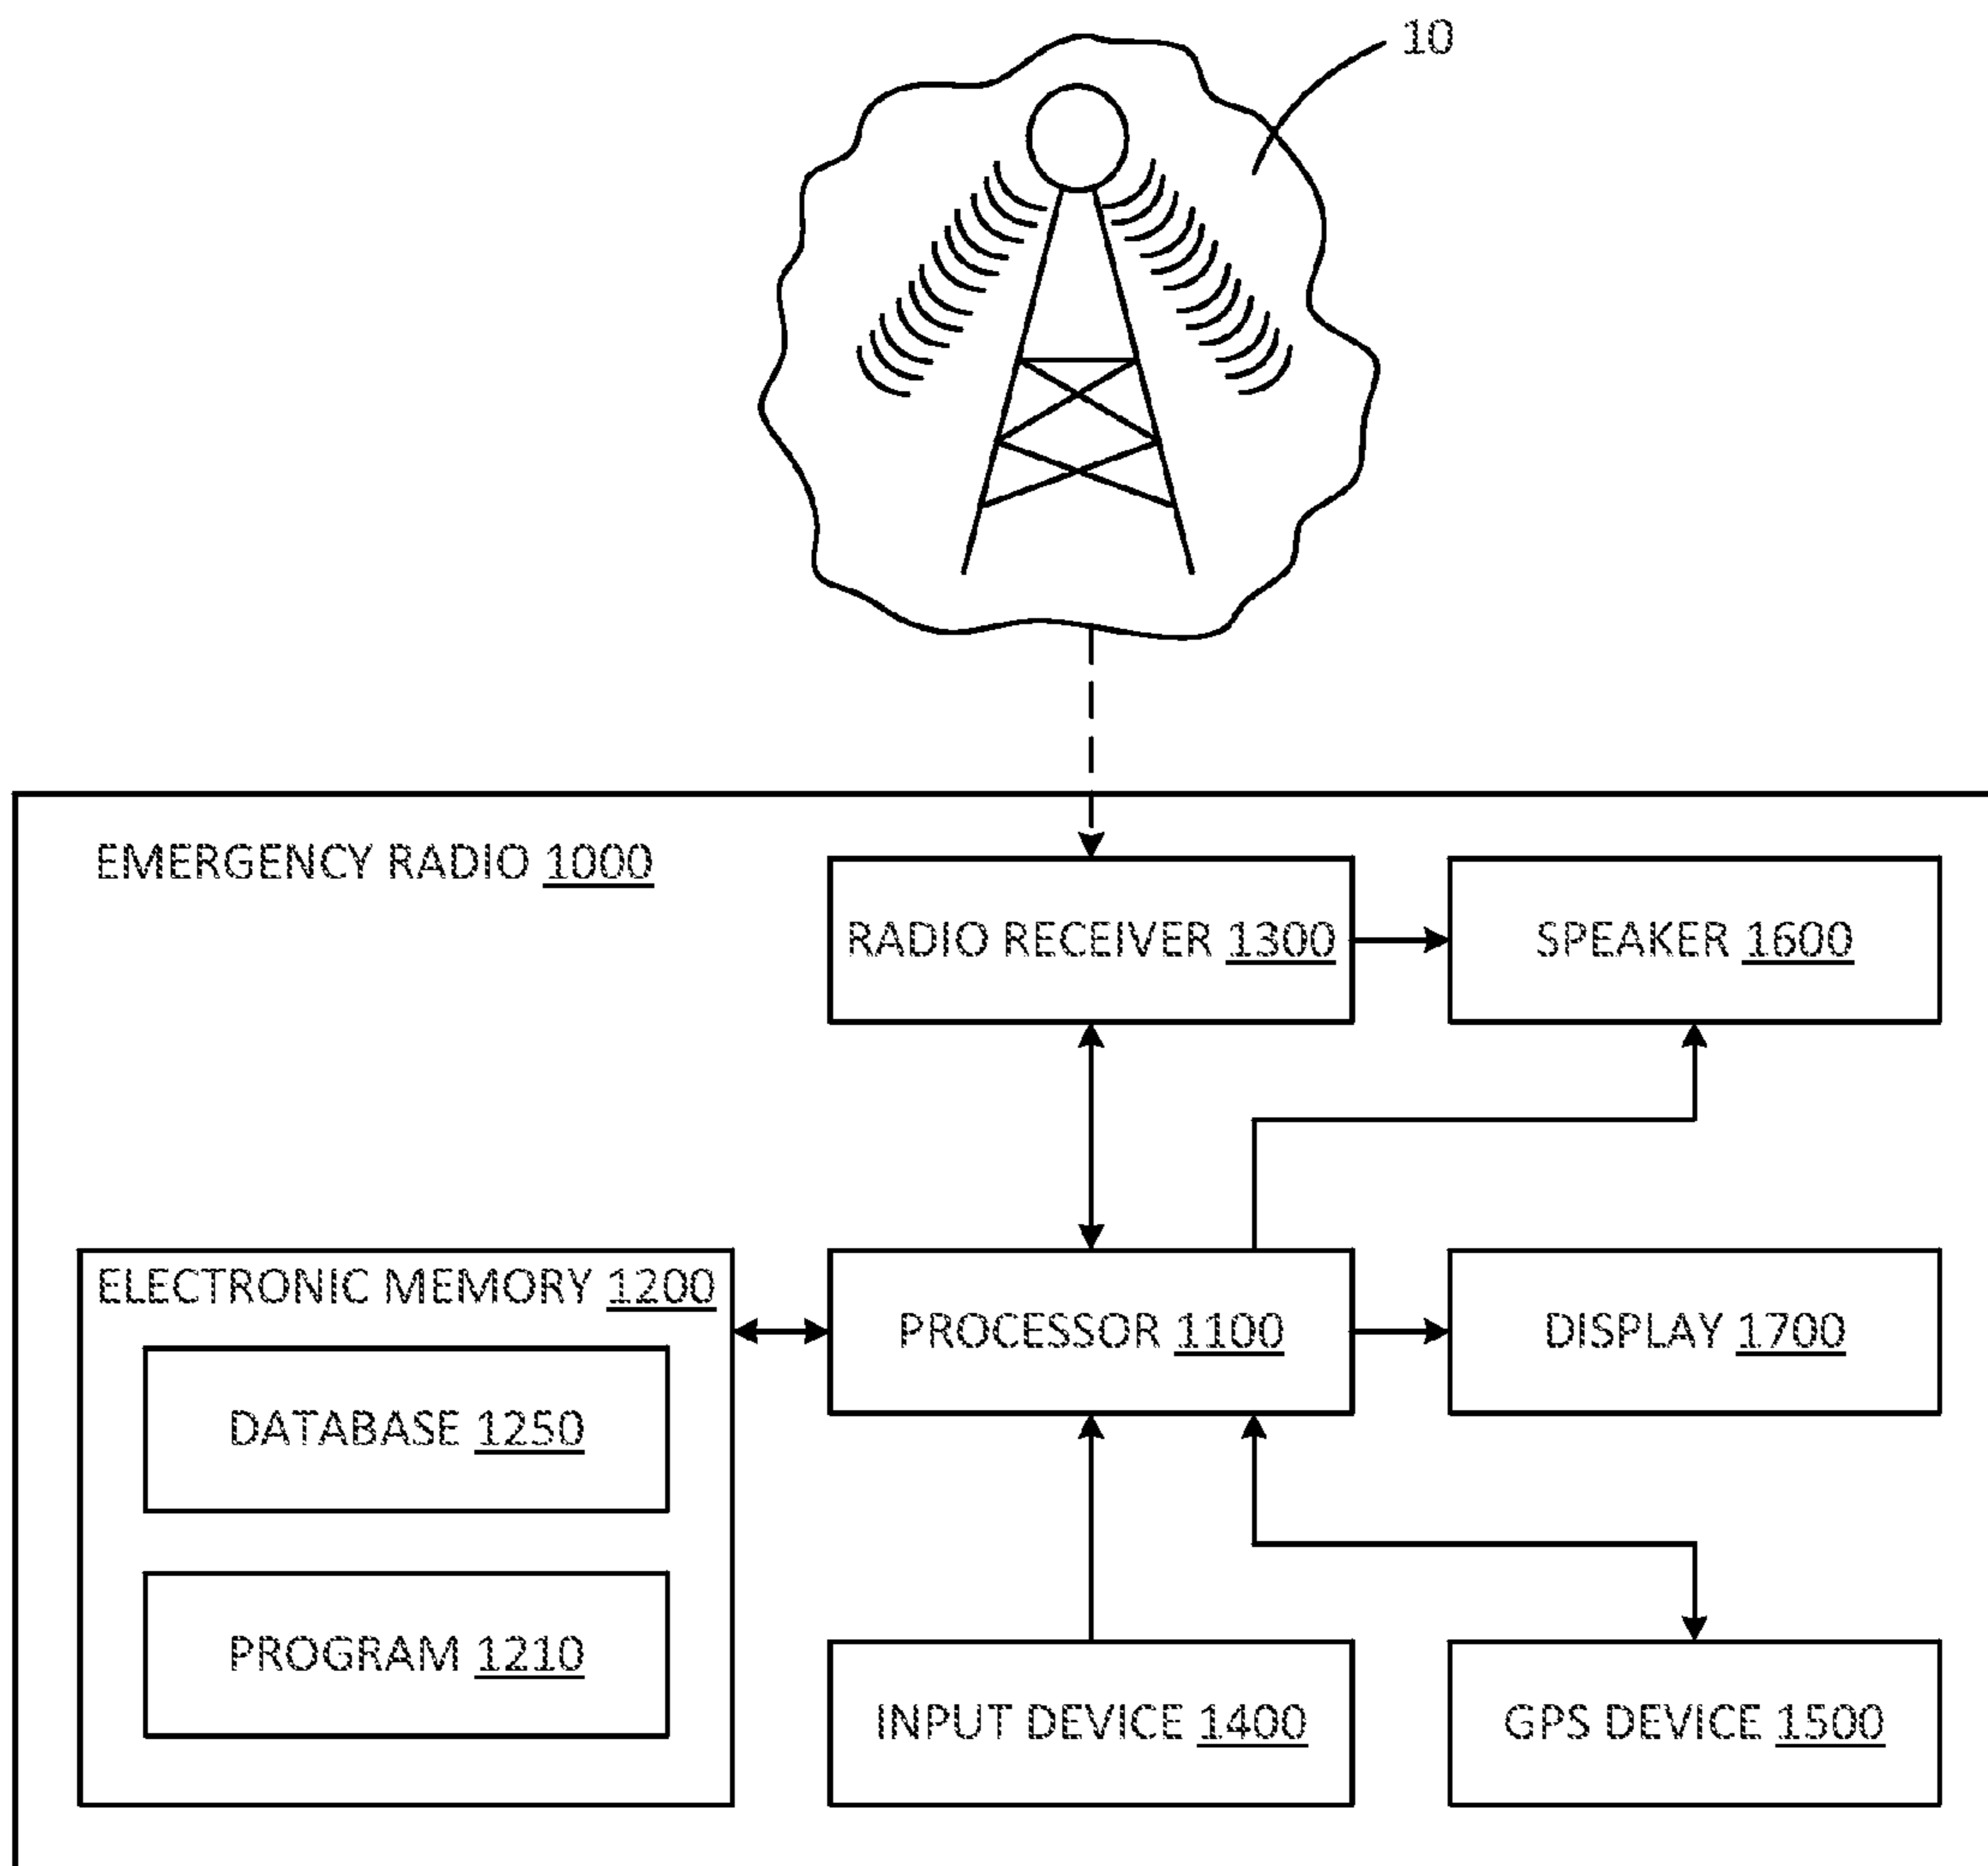 10
EMERGENCY RADIO 1000
RADIO RECEIVER 1300
SPEAKER 1600
ELECTRONIC MEMORY 1200
PROCESSOR 1100
DISPLAY 1700
DATABASE 1250
PROGRAM 1210
INPUT DEVICE 1400
GPS DEVICE 1500